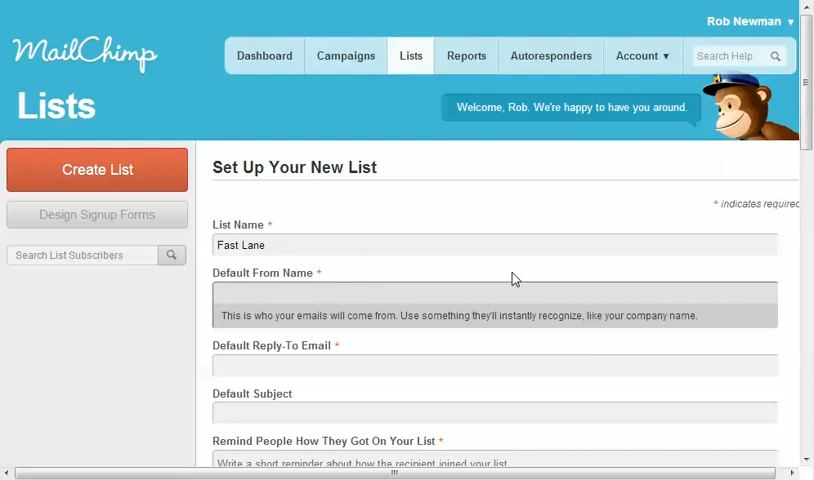 Rob Newman ▼
MailChimp
Dashboard Campaigns Lists Reports Autoresponders Account ▼ Search Help
Lists
Welcome, Rob. We're happy to have you around.
Create List
Design Signup Forms
Search List Subscribers
Set Up Your New List
* indicates required
List Name *
Fast Lane
Default From Name *
This is who your emails will come from. Use something they'll instantly recognize, like your company name.
Default Reply-To Email *
Default Subject
Remind People How They Got On Your List *
Write a short reminder about how the recipient joined your list.